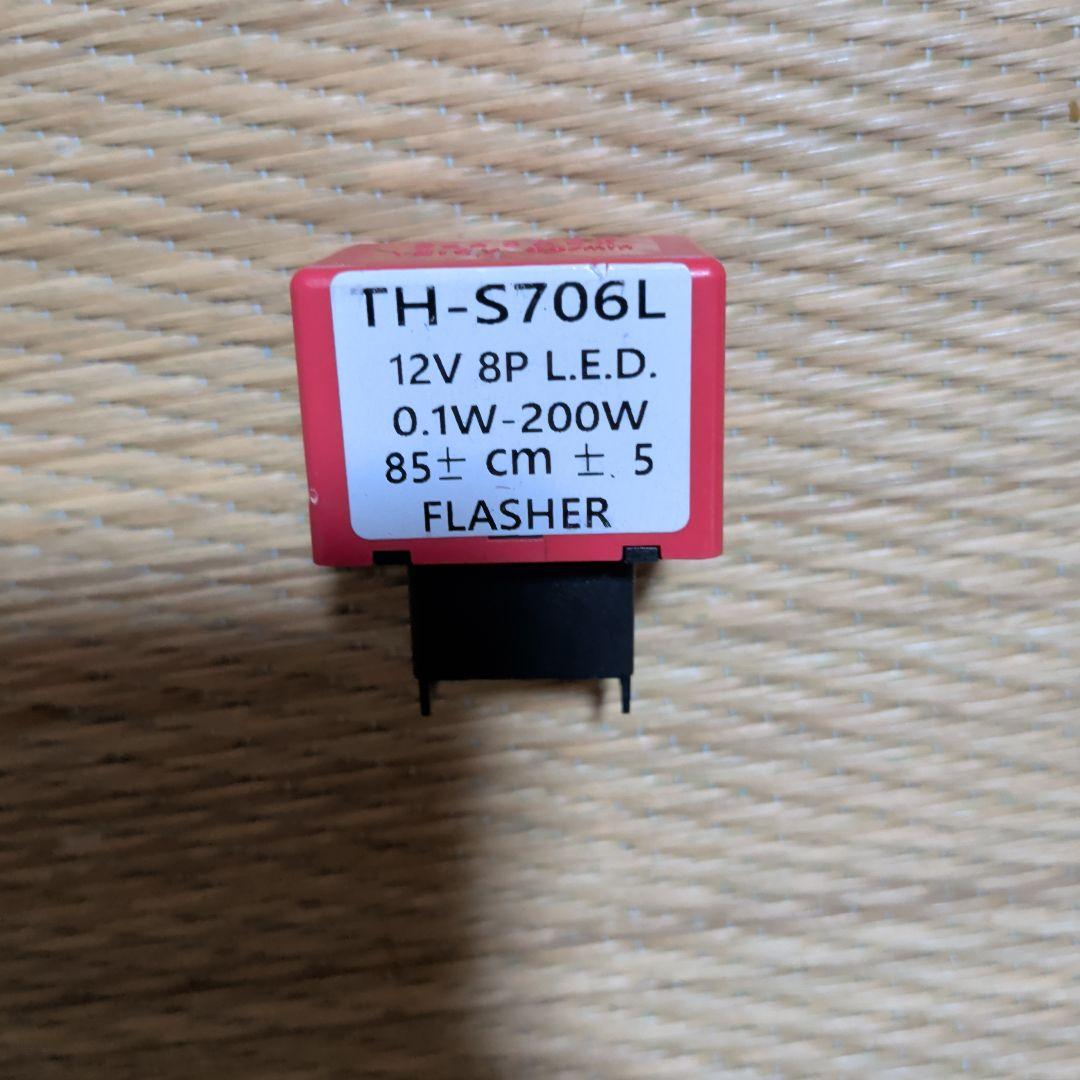 TH-S706L
12V 8P L.E.D.
0.1W-200W
85± cm ± 5
FLASHER